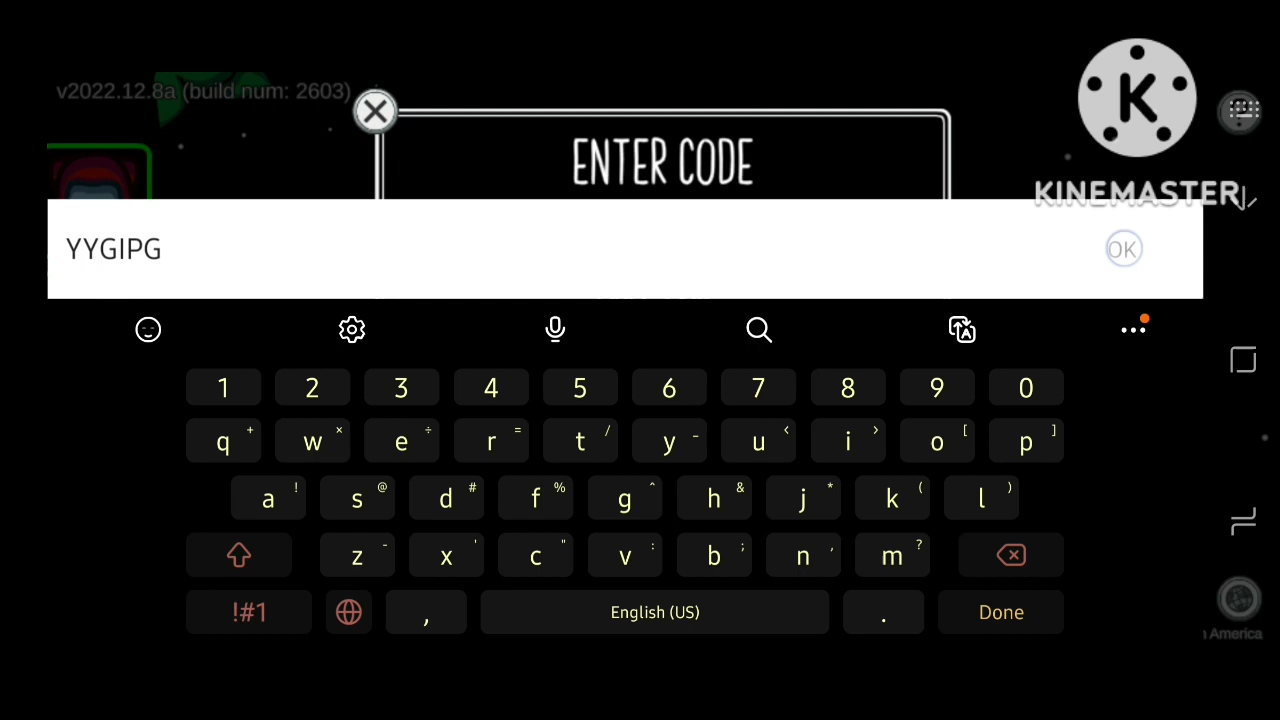 v2022.12.8a (build num: 2603)
ENTER CODE
K
KINEMASTER
YYGIPG
OK
1 2 3 4 5 6 7 8 9 0
q + w × e ÷ r = t / y _ u < i > o [ p ]
a ! s @ d # f % g ^ h & j * k ( l )
z - x ' c " v : b ; n , m ?
!#1 , English (US) . Done
America